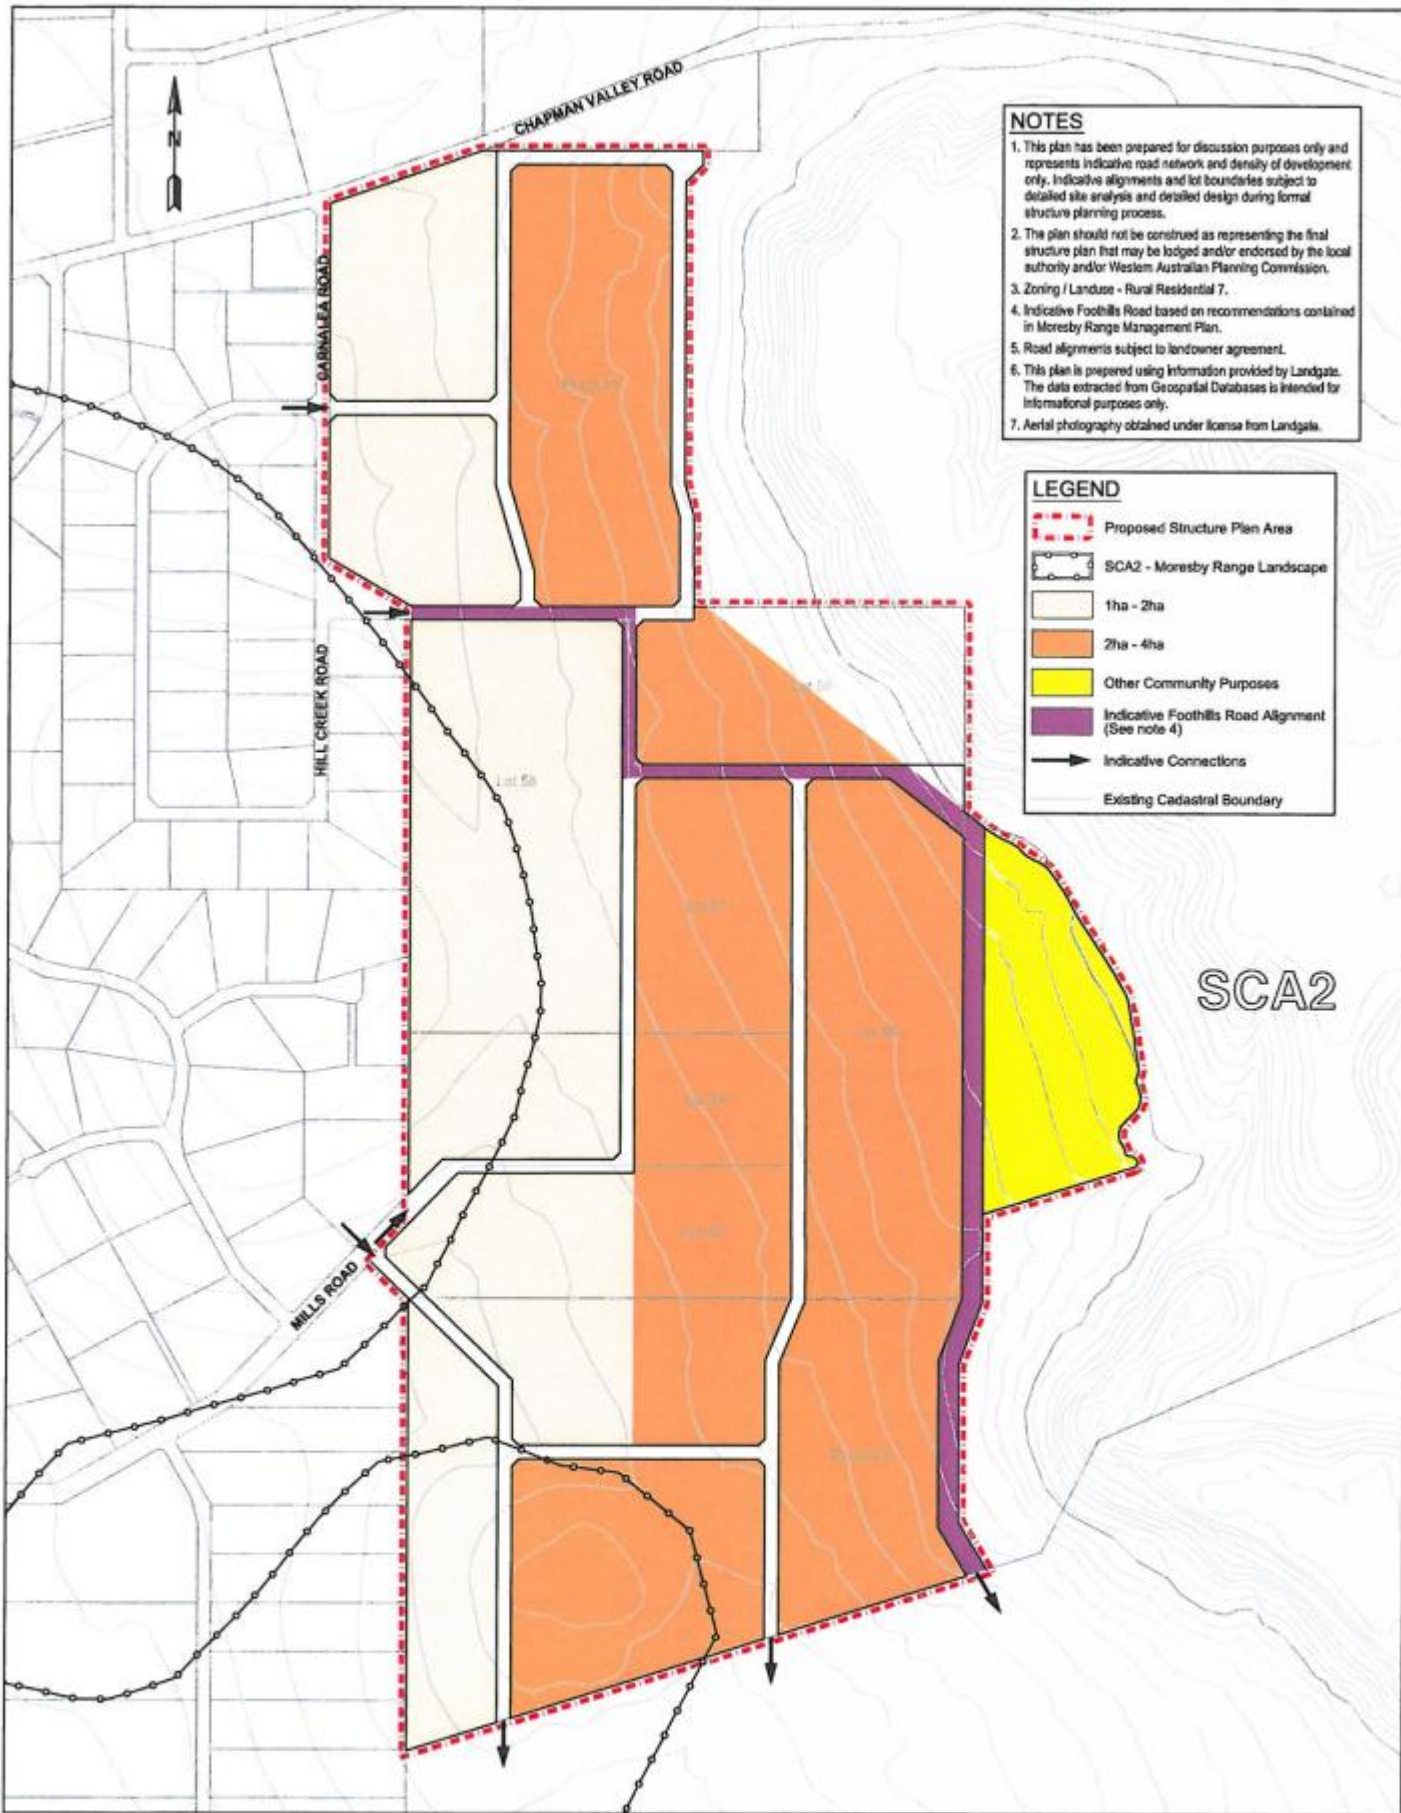 CHAPMAN VALLEY ROAD
N
CARNALEA ROAD
HILL CREEK ROAD
Lot 58
MILLS ROAD
SCA2
NOTES
1. This plan has been prepared for discussion purposes only and
represents indicative road network and density of development
only. Indicative alignments and lot boundaries subject to
detailed site analysis and detailed design during formal
structure planning process.
2. The plan should not be construed as representing the final
structure plan that may be lodged and/or endorsed by the local
authority and/or Western Australian Planning Commission.
3. Zoning / Landuse - Rural Residential 7.
4. Indicative Foothills Road based on recommendations contained
in Moresby Range Management Plan.
5. Road alignments subject to landowner agreement.
6. This plan is prepared using information provided by Landgate.
The data extracted from Geospatial Databases is intended for
informational purposes only.
7. Aerial photography obtained under license from Landgate.
LEGEND
Proposed Structure Plan Area
SCA2 - Moresby Range Landscape
1ha - 2ha
2ha - 4ha
Other Community Purposes
Indicative Foothills Road Alignment
(See note 4)
Indicative Connections
Existing Cadastral Boundary